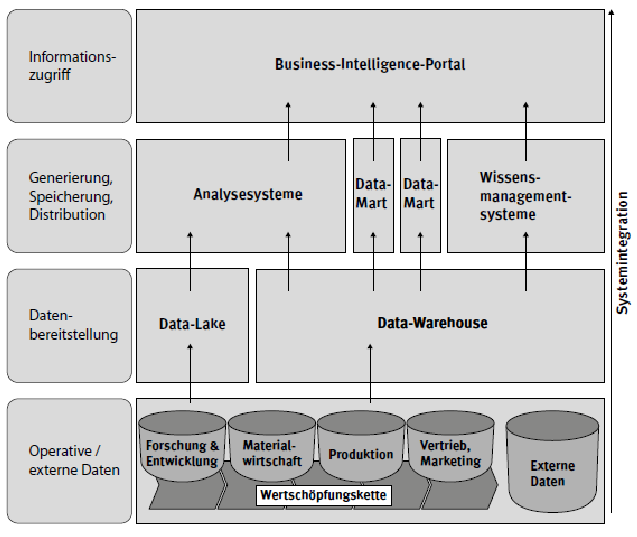 Informations-
zugriff
Business-Intelligence-Portal
Generierung,
Speicherung,
Distribution
Analysesysteme
Data-
Mart
Data-
Mart
Wissens-
management-
systeme
Daten-
bereitstellung
Data-Lake
Data-Warehouse
Operative /
externe Daten
Forschung &
Entwicklung
Material-
wirtschaft
Produktion
Vertrieb,
Marketing
Externe
Daten
Wertschöpfungskette
Systemintegration